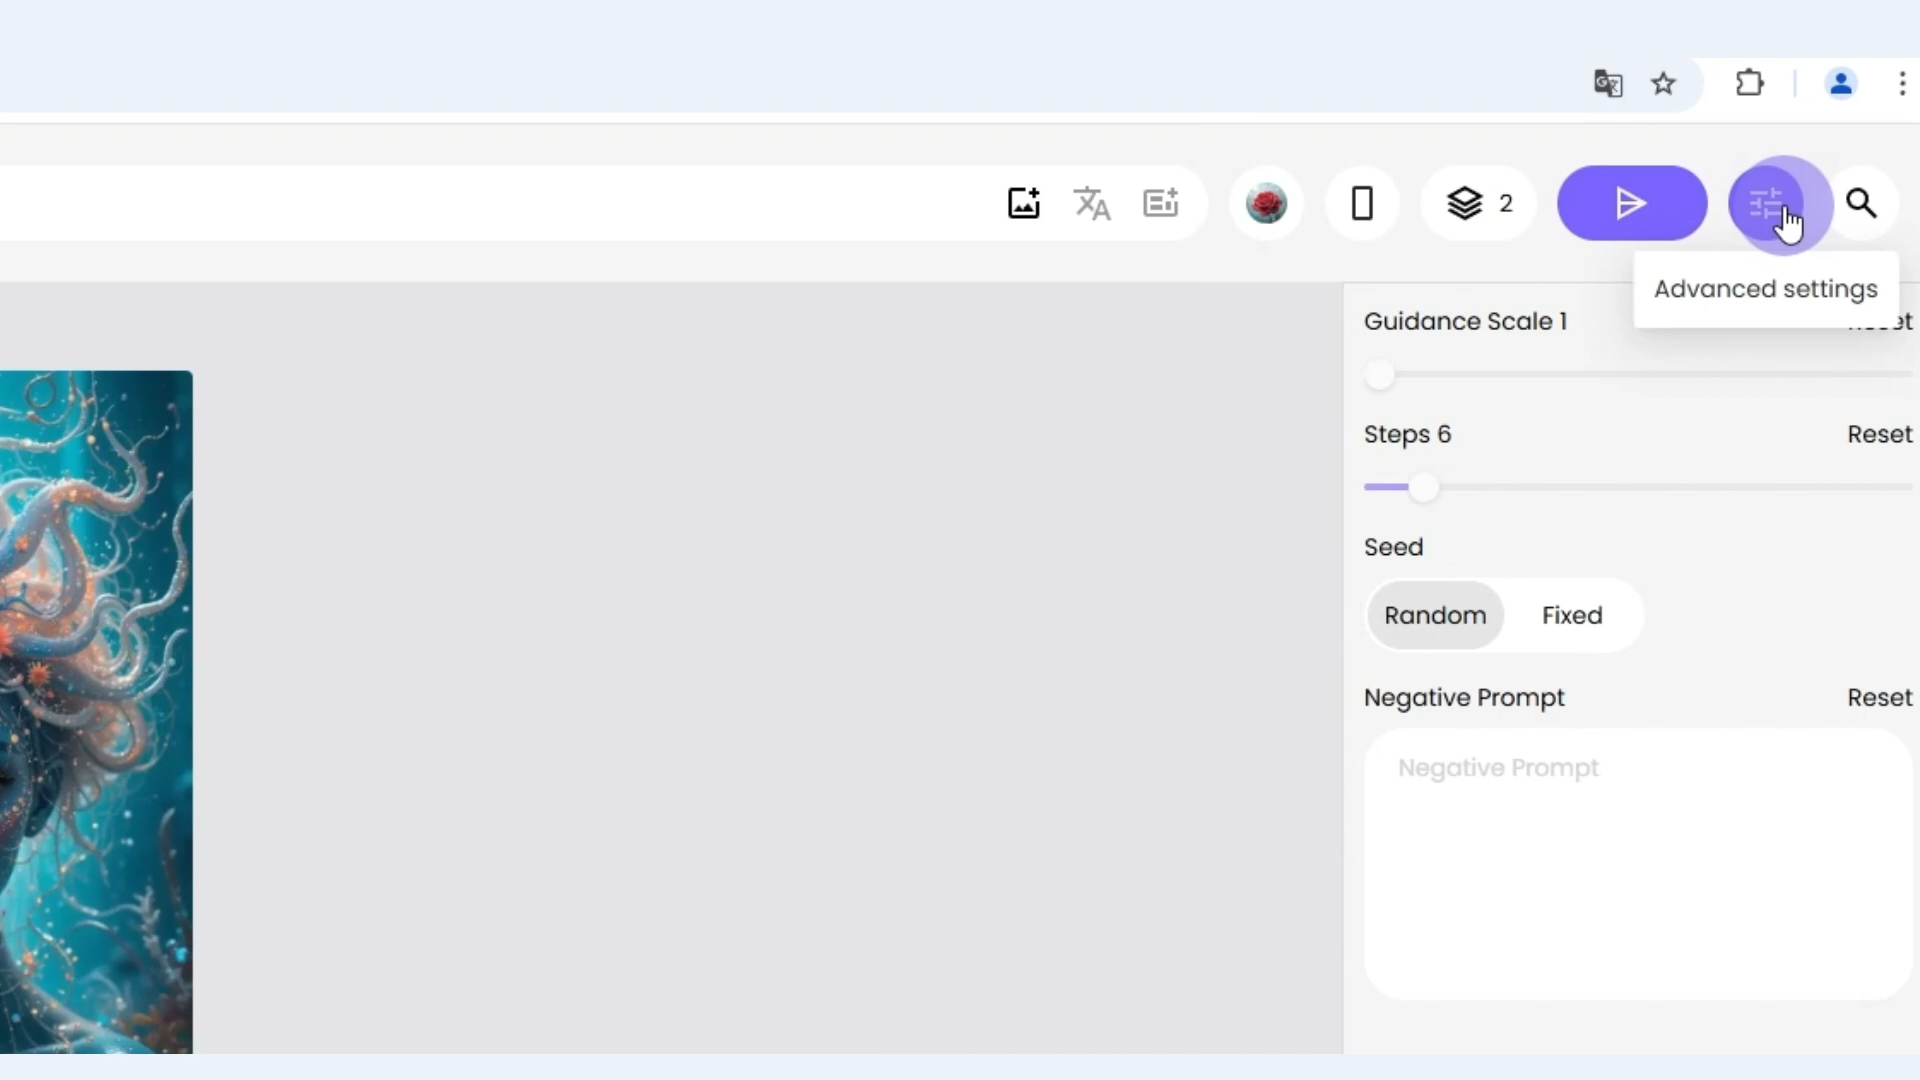 2
Advanced settings
Guidance Scale 1
Steps 6 Reset
Seed
Random Fixed
Negative Prompt Reset
Negative Prompt